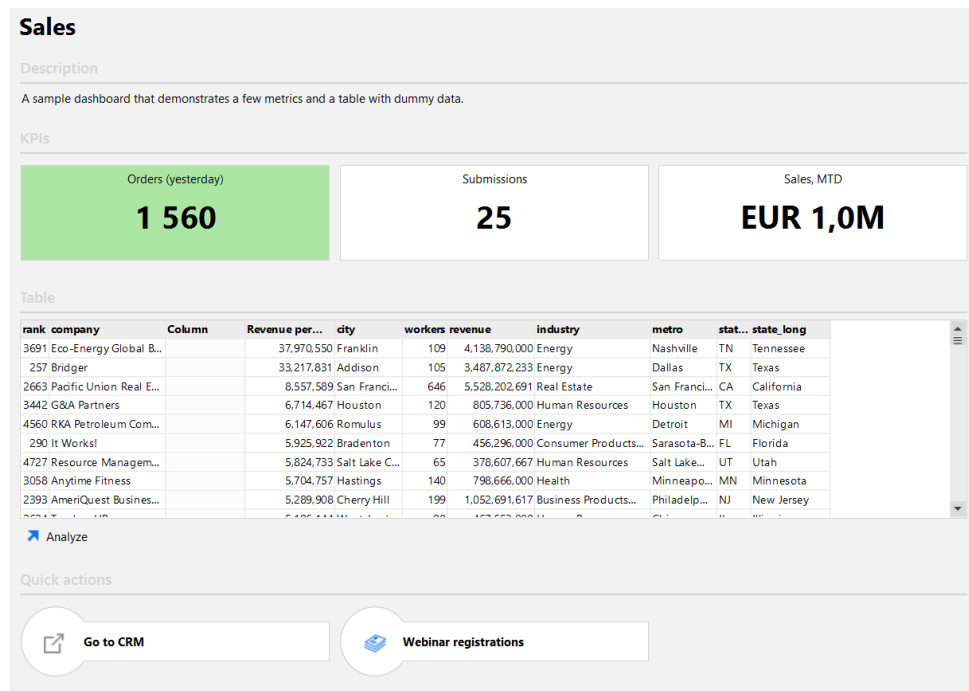 Sales
Description
A sample dashboard that demonstrates a few metrics and a table with dummy data.
KPIs
Orders (yesterday) Submissions Sales, MTD
1 560 25 EUR 1,0M
Table
rank company Column Revenue per... city workers revenue industry metro stat... state_long
3691 Eco-Energy Global B... 37,970,550 Franklin 109 4,138,790,000 Energy Nashville TN Tennessee
257 Bridger 33,217,831 Addison 105 3,487,872,233 Energy Dallas TX Texas
2663 Pacific Union Real E... 8,557,589 San Franci... 646 5,528,202,691 Real Estate San Franci... CA California
3442 G&A Partners 6,714,467 Houston 120 805,736,000 Human Resources Houston TX Texas
4560 RKA Petroleum Com... 6,147,606 Romulus 99 608,613,000 Energy Detroit MI Michigan
290 It Works! 5,925,922 Bradenton 77 456,296,000 Consumer Products... Sarasota-B... FL Florida
4727 Resource Managem... 5,824,733 Salt Lake C... 65 378,607,667 Human Resources Salt Lake... UT Utah
3058 Anytime Fitness 5,704,757 Hastings 140 798,666,000 Health Minneapo... MN Minnesota
2393 AmeriQuest Busines... 5,289,908 Cherry Hill 199 1,052,691,617 Business Products... Philadelp... NJ New Jersey
Analyze
Quick actions
Go to CRM Webinar registrations